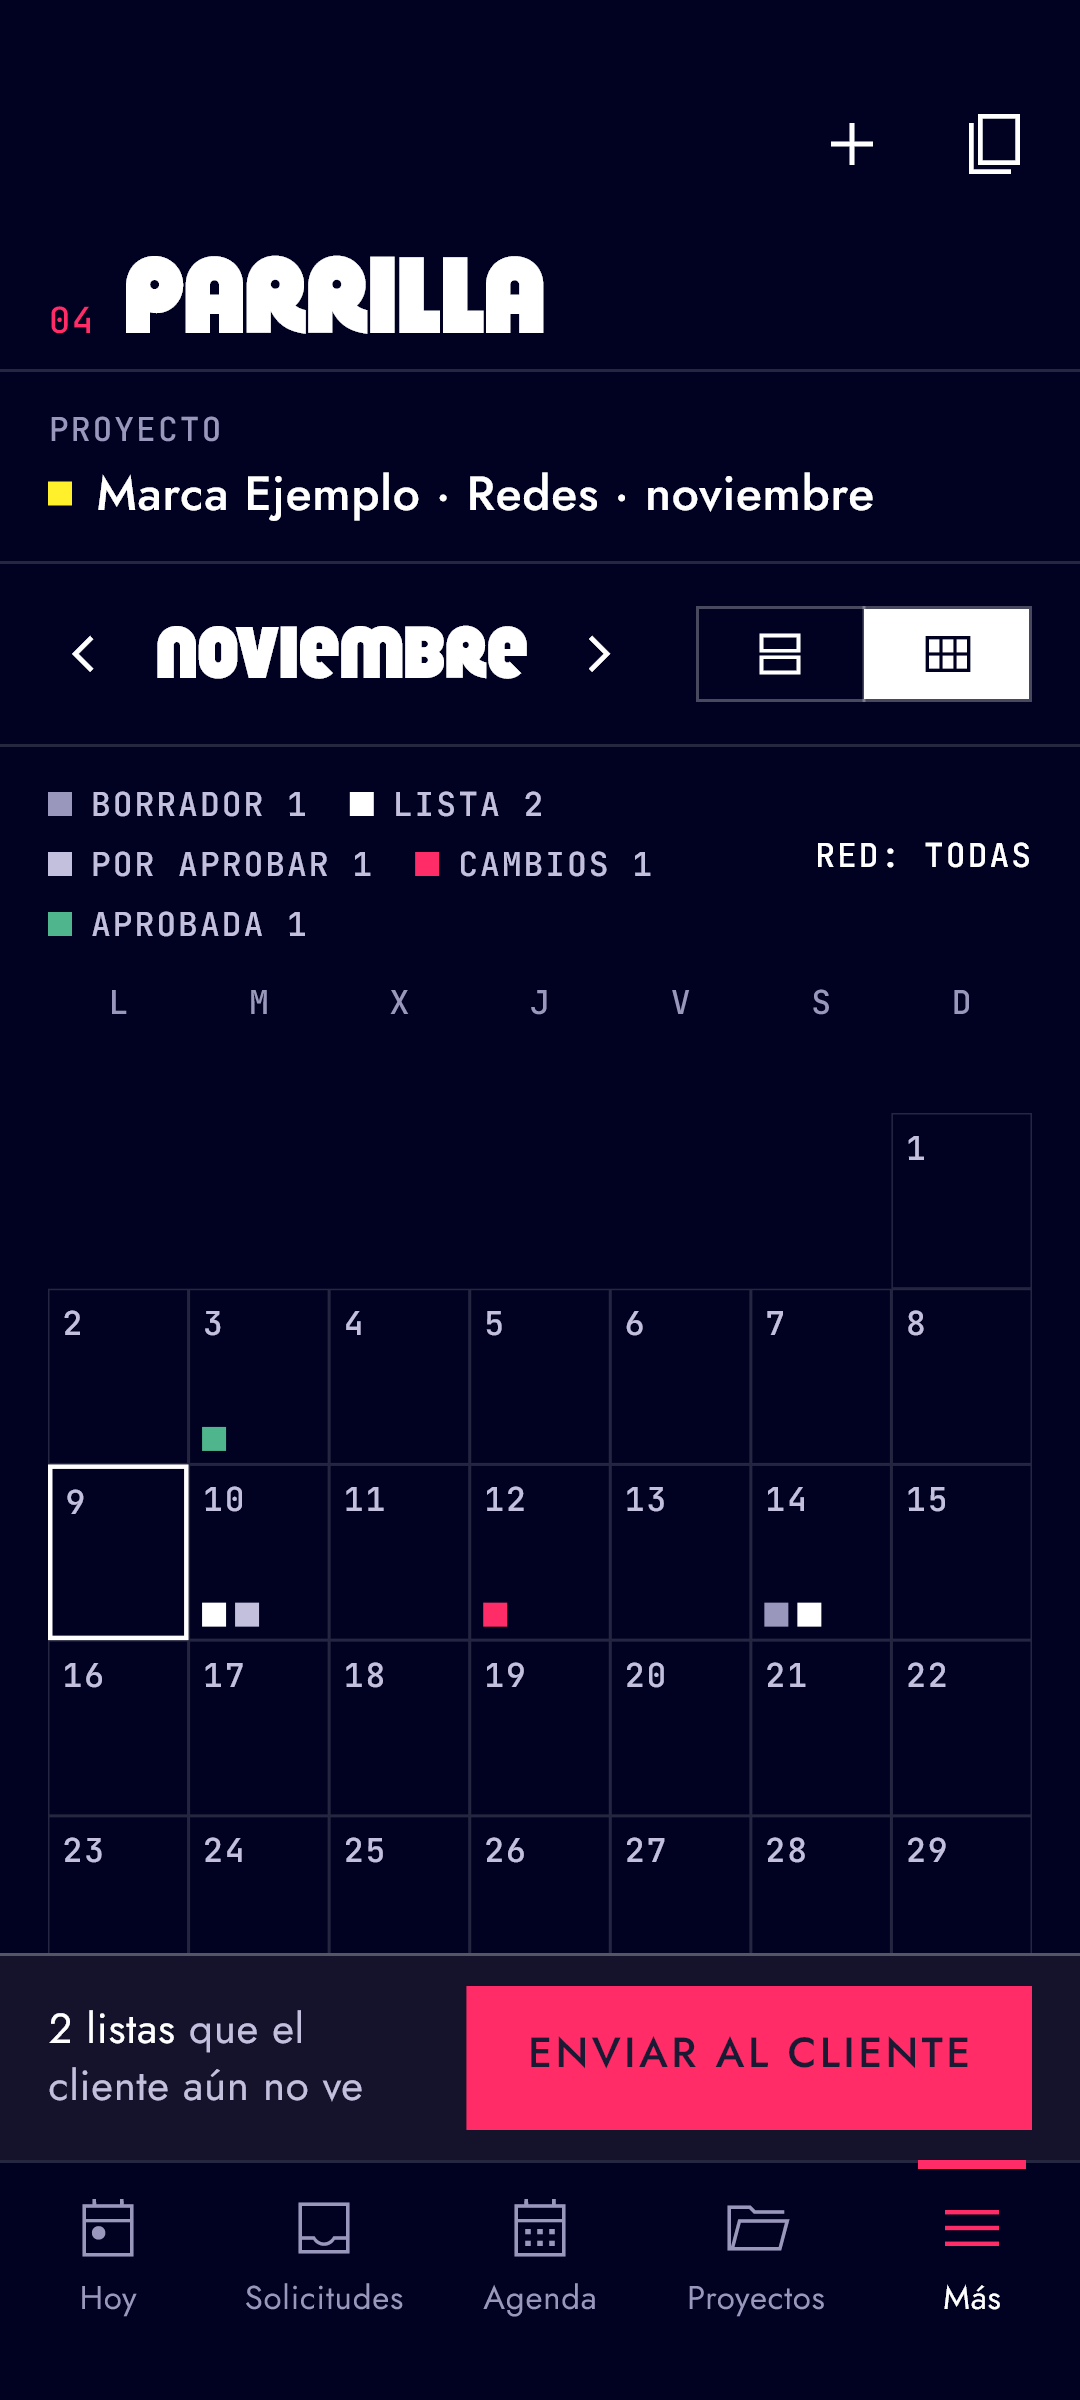 04 PARRILLA
PROYECTO
Marca Ejemplo · Redes · noviembre
noviembre
BORRADOR 1 LISTA 2
POR APROBAR 1 CAMBIOS 1
RED: TODAS
APROBADA 1
L M X J V S D
1
2 3 4 5 6 7 8
9 10 11 12 13 14 15
16 17 18 19 20 21 22
23 24 25 26 27 28 29
2 listas que el
cliente aún no ve
ENVIAR AL CLIENTE
Hoy Solicitudes Agenda Proyectos Más